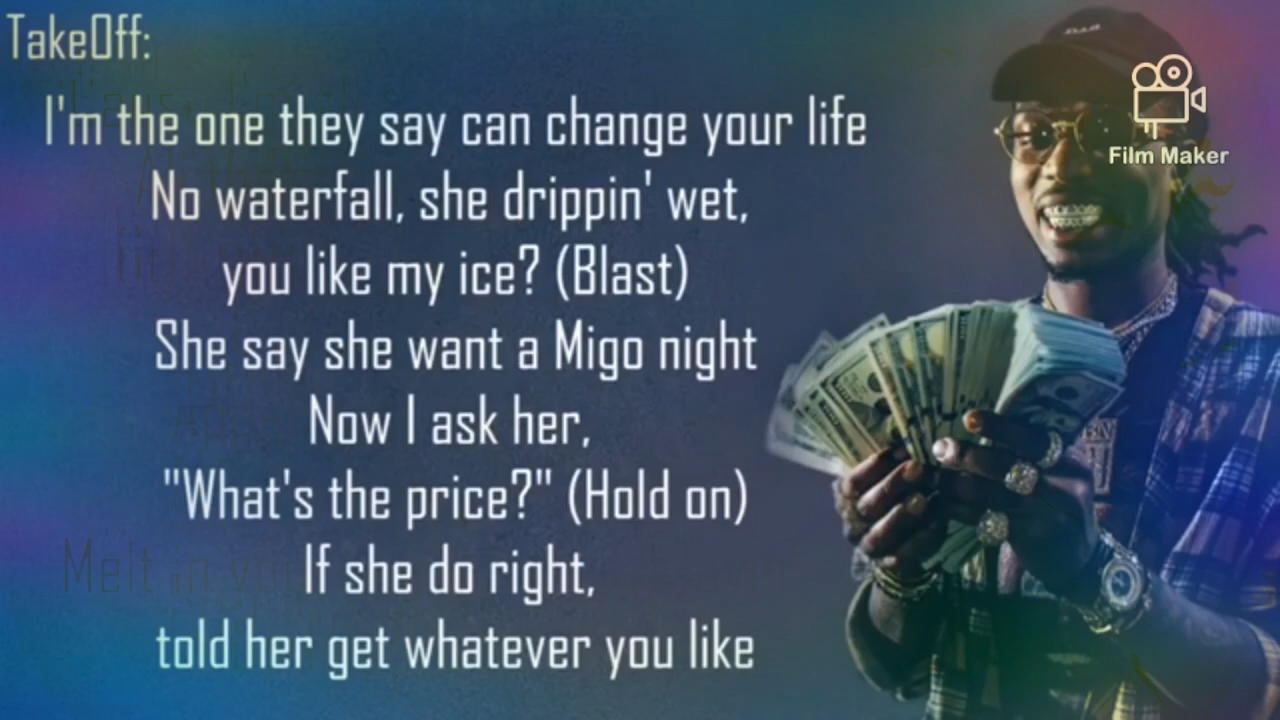 TakeOff:
I'm the one they say can change your life
No waterfall, she drippin' wet,
you like my ice? (Blast)
She say she want a Migo night
Now I ask her,
"What's the price?" (Hold on)
If she do right,
told her get whatever you like
Film Maker
Melt in